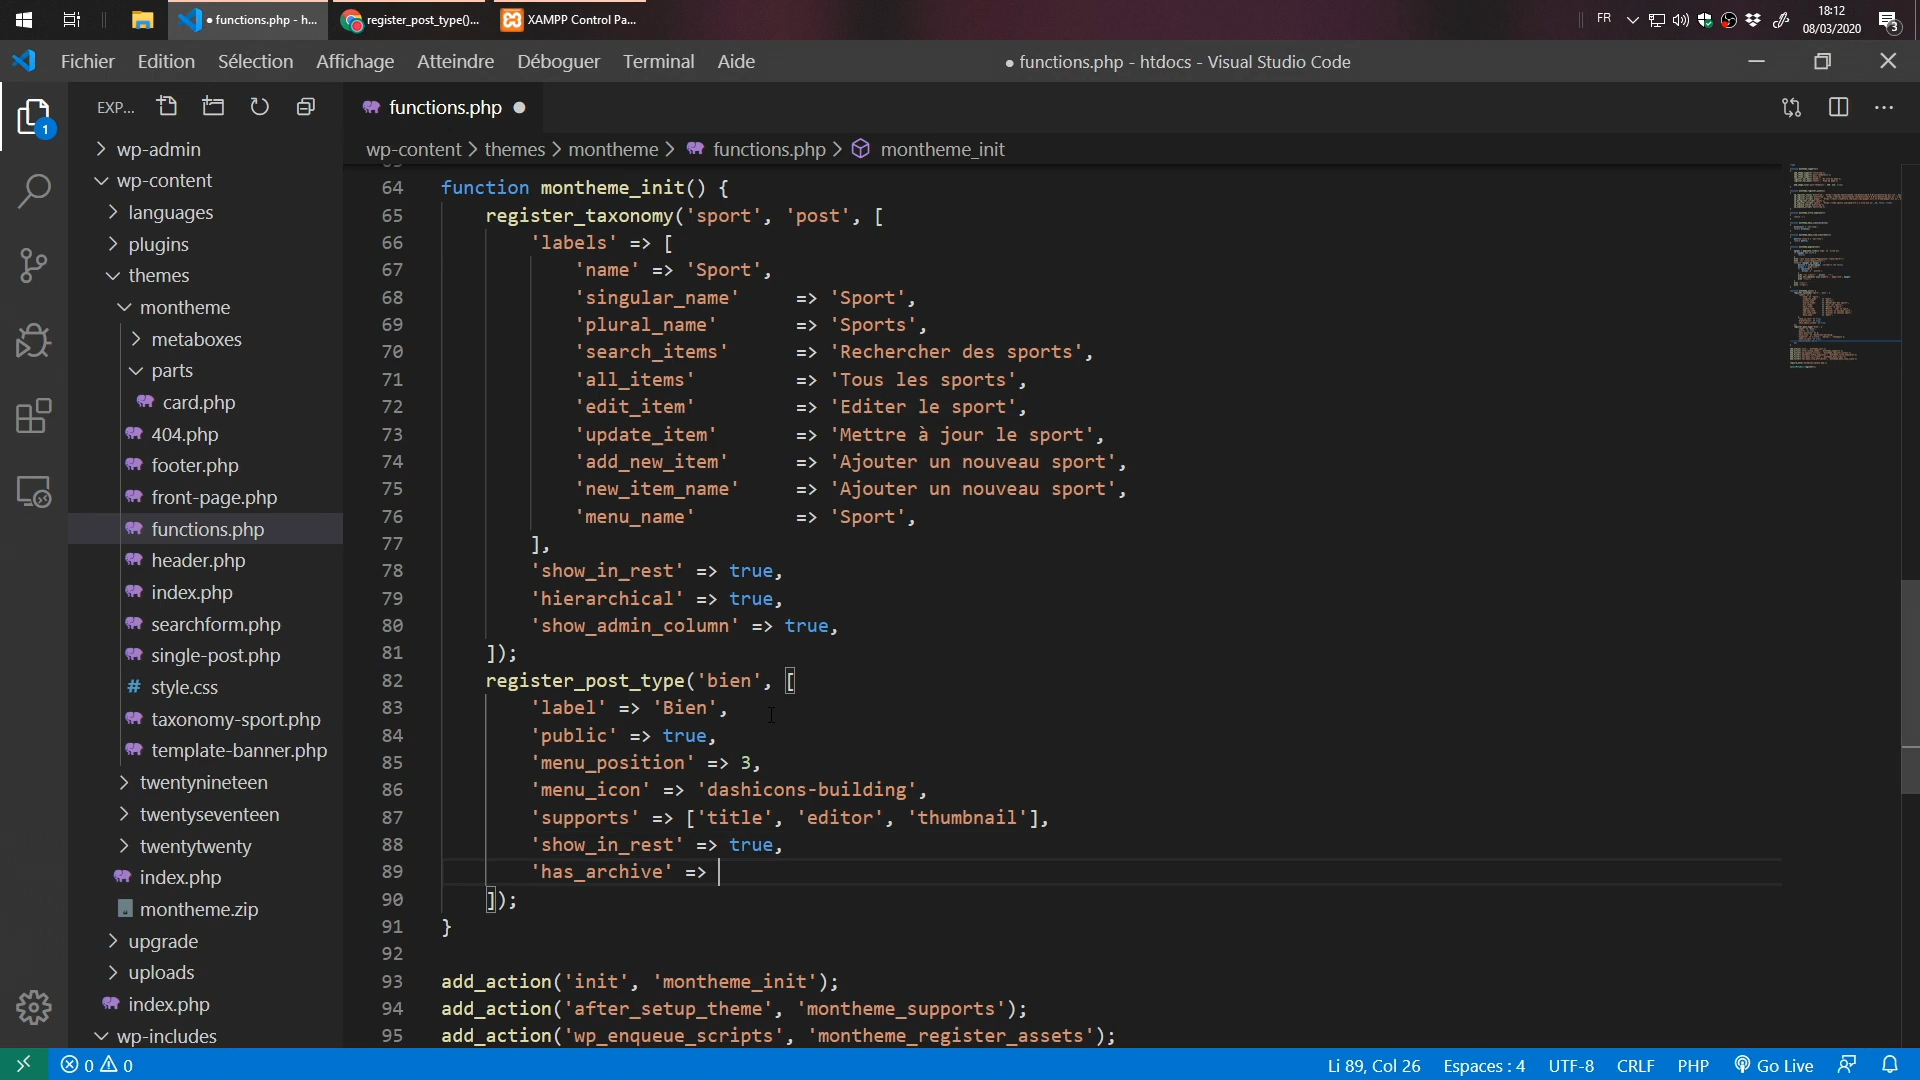 functions.php - h...
register_post_type()...
XAMPP Control Pa...
FR
18:12
08/03/2020
3
Fichier Edition Sélection Affichage Atteindre Déboguer Terminal Aide
● functions.php - htdocs - Visual Studio Code
EXP...
functions.php
wp-content > themes > montheme > functions.php > montheme_init
1
wp-admin
wp-content
languages
plugins
themes
montheme
metaboxes
parts
card.php
404.php
footer.php
front-page.php
functions.php
header.php
index.php
searchform.php
single-post.php
style.css
taxonomy-sport.php
template-banner.php
twentynineteen
twentyseventeen
twentytwenty
index.php
montheme.zip
upgrade
uploads
index.php
wp-includes
64 function montheme_init() {
65 register_taxonomy('sport', 'post', [
66 'labels' => [
67 'name' => 'Sport',
68 'singular_name' => 'Sport',
69 'plural_name' => 'Sports',
70 'search_items' => 'Rechercher des sports',
71 'all_items' => 'Tous les sports',
72 'edit_item' => 'Editer le sport',
73 'update_item' => 'Mettre à jour le sport',
74 'add_new_item' => 'Ajouter un nouveau sport',
75 'new_item_name' => 'Ajouter un nouveau sport',
76 'menu_name' => 'Sport',
77 ],
78 'show_in_rest' => true,
79 'hierarchical' => true,
80 'show_admin_column' => true,
81 ]);
82 register_post_type('bien', [
83 'label' => 'Bien',
84 'public' => true,
85 'menu_position' => 3,
86 'menu_icon' => 'dashicons-building',
87 'supports' => ['title', 'editor', 'thumbnail'],
88 'show_in_rest' => true,
89 'has_archive' =>
90 ]);
91 }
92
93 add_action('init', 'montheme_init');
94 add_action('after_setup_theme', 'montheme_supports');
95 add_action('wp_enqueue_scripts', 'montheme_register_assets');
0 0
Li 89, Col 26 Espaces : 4 UTF-8 CRLF PHP Go Live